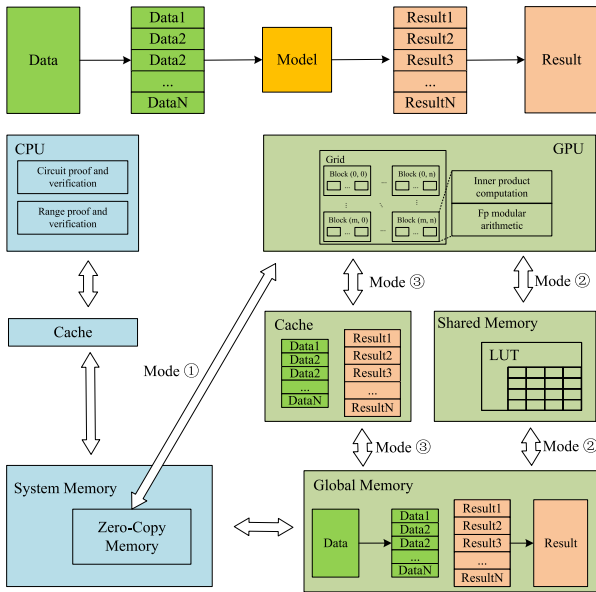 Data
Data1
Data2
Data2
...
DataN
Model
Result1
Result2
Result3
...
ResultN
Result
CPU
Circuit proof and
verification
Range proof and
verification
GPU
Grid
Block (0, 0)
... 
...
Block (0, n)
...
...
...
...
Block (m, 0)
...
...
Block (m, n)
...
Inner product
computation
Fp modular
arithmetic
Mode ③
Mode ②
Cache
Mode ①
Cache
Data1
Data2
Data2
...
DataN
Result1
Result2
Result3
...
ResultN
Shared Memory
LUT
Mode ③
Mode ②
System Memory
Zero-Copy
Memory
Global Memory
Data
Data1
Data2
Data2
...
DataN
Result1
Result2
Result3
...
ResultN
Result